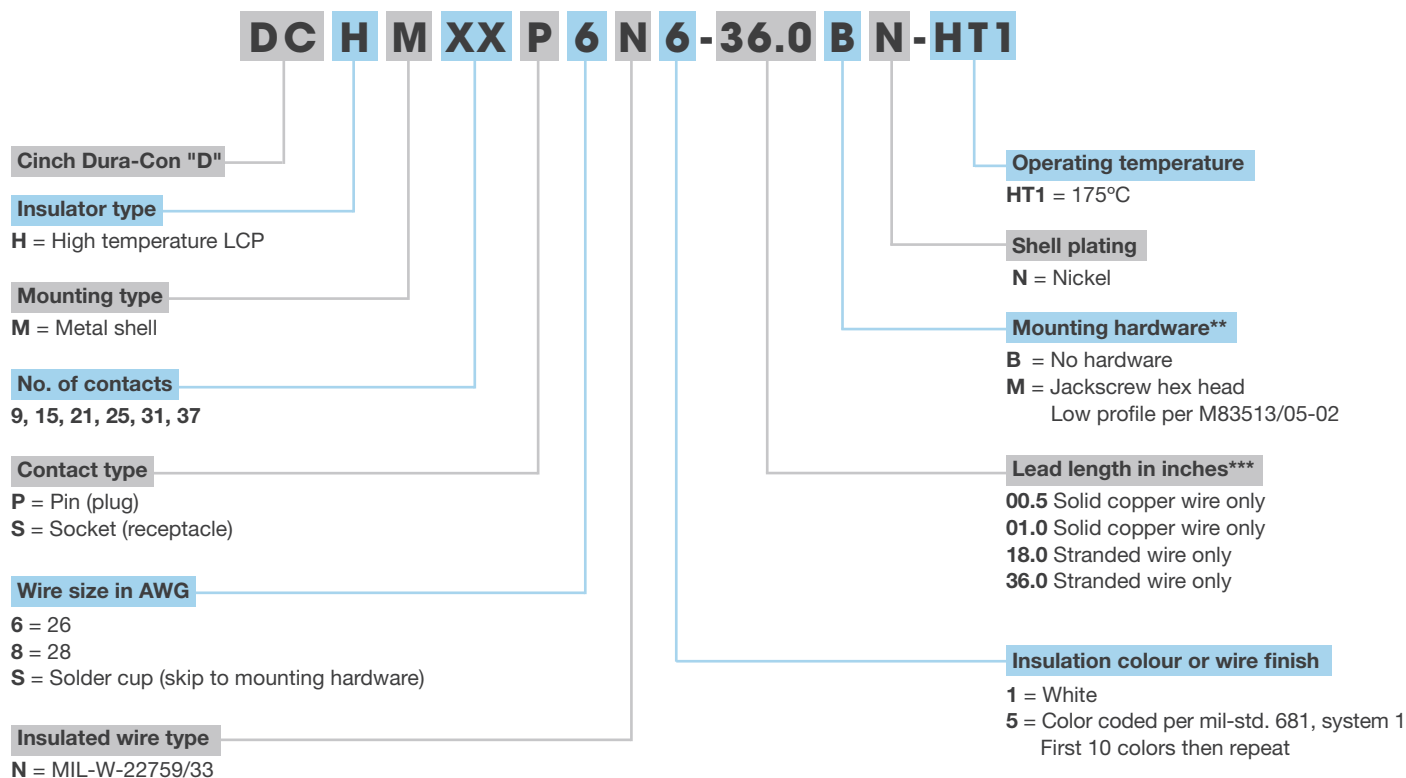 DCHMXXP6N6-36.0BN-HT1
Cinch Dura-Con "D"
Insulator type
H = High temperature LCP
Mounting type
M = Metal shell
No. of contacts
9, 15, 21, 25, 31, 37
Contact type
P = Pin (plug)
S = Socket (receptacle)
Wire size in AWG
6 = 26
8 = 28
S = Solder cup (skip to mounting hardware)
Insulated wire type
N = MIL-W-22759/33
Operating temperature
HT1 = 175ºC
Shell plating
N = Nickel
Mounting hardware**
B = No hardware
M = Jackscrew hex head
Low profile per M83513/05-02
Lead length in inches***
00.5 Solid copper wire only
01.0 Solid copper wire only
18.0 Stranded wire only
36.0 Stranded wire only
Insulation colour or wire finish
1 = White
5 = Color coded per mil-std. 681, system 1
First 10 colors then repeat